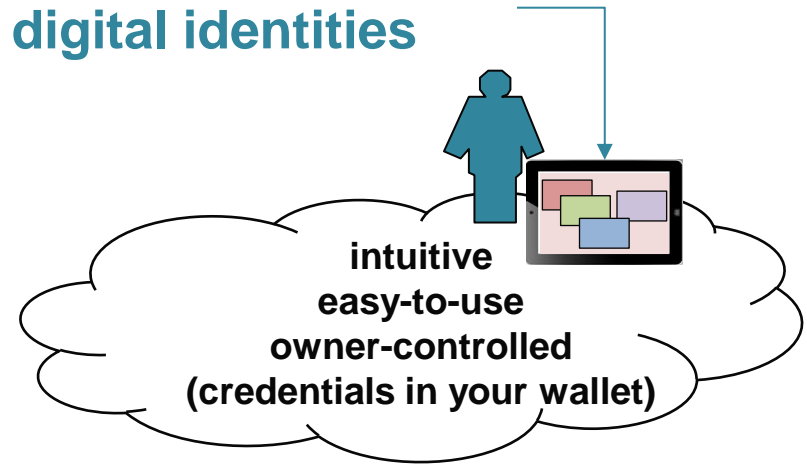 digital identities
intuitive
easy-to-use
owner-controlled
(credentials in your wallet)